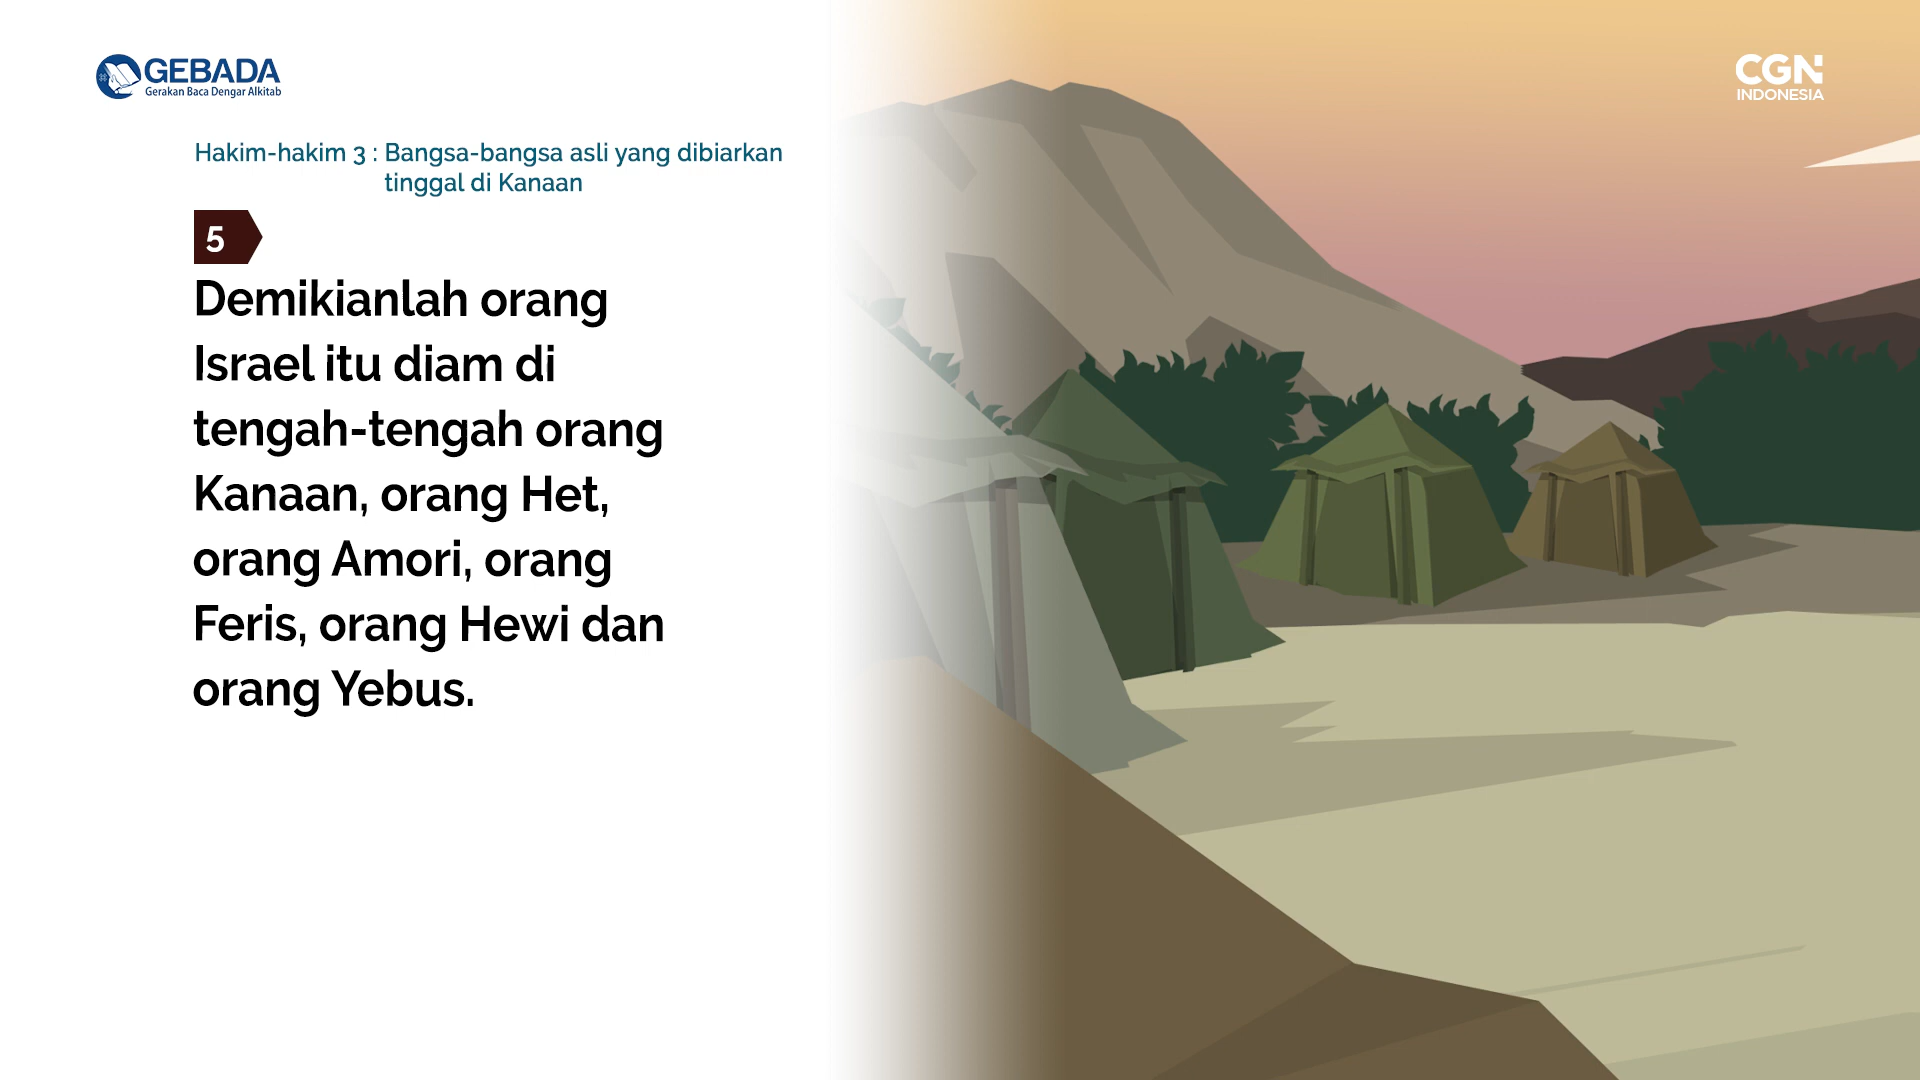 GEBADA
Gerakan Baca Dengar Alkitab
CGN
INDONESIA
Hakim-hakim 3 : Bangsa-bangsa asli yang dibiarkan
tinggal di Kanaan
5
Demikianlah orang
Israel itu diam di
tengah-tengah orang
Kanaan, orang Het,
orang Amori, orang
Feris, orang Hewi dan
orang Yebus.